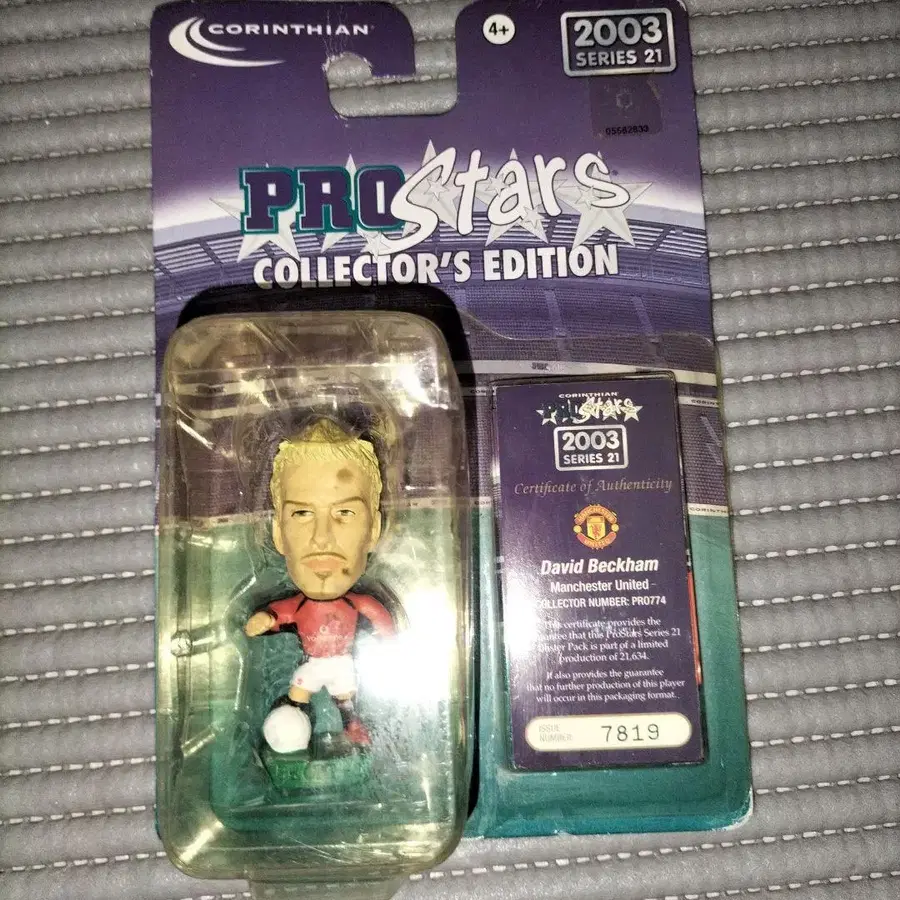 CORINTHIAN
4+
2003
SERIES 21
05682833
PROStars
COLLECTOR'S EDITION
CORINTHIAN
PROStars
2003
SERIES 21
Certificate of Authenticity
MANCHESTER
UNITED
David Beckham
Manchester United
COLLECTOR NUMBER: PRO774
This certificate provides the
that this ProStars Series 21
Blister Pack is part of a limited
production of 21,634.
It also provides the guarantee
that no further production of this player
will occur in this packaging format.
ISSUE
NUMBER
7819
vodafone